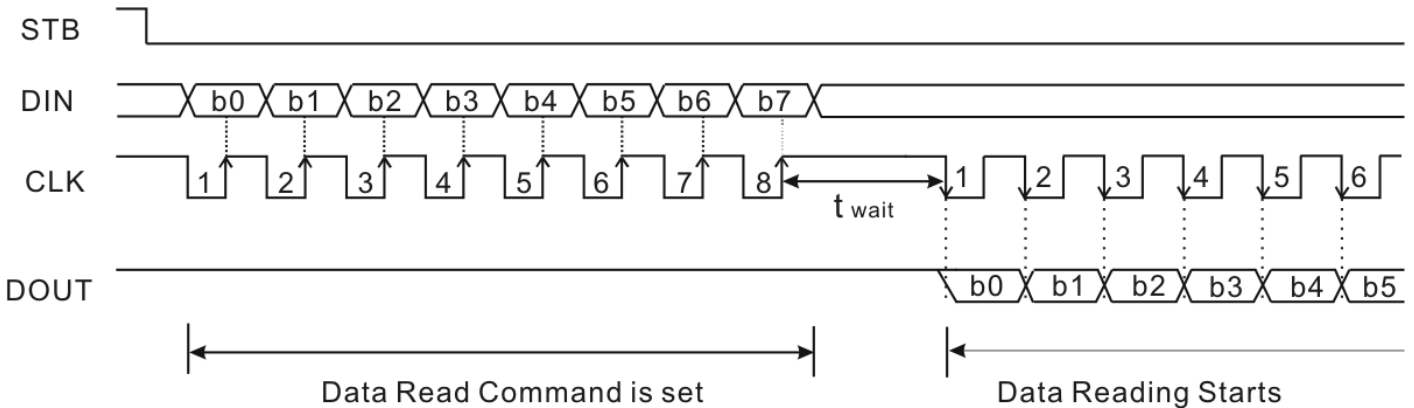 STB
DIN b0 b1 b2 b3 b4 b5 b6 b7
CLK 1 2 3 4 5 6 7 8 1 2 3 4 5 6
t wait
DOUT b0 b1 b2 b3 b4 b5
Data Read Command is set Data Reading Starts